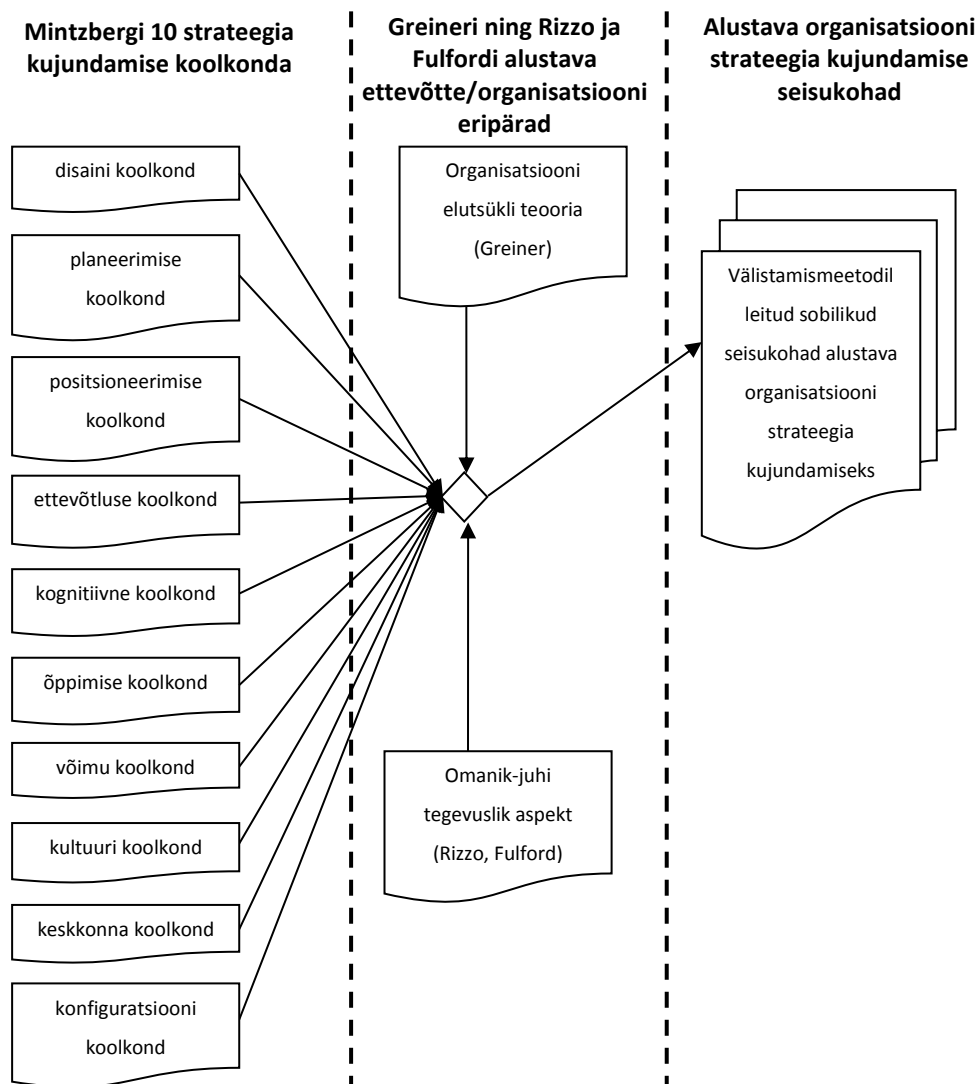 Mintzbergi 10 strateegia
kujundamise koolkonda
disaini koolkond
planeerimise
koolkond
positsioneerimise
koolkond
ettevõtluse koolkond
kognitiivne koolkond
õppimise koolkond
võimu koolkond
kultuuri koolkond
keskkonna koolkond
konfiguratsiooni
koolkond
Greineri ning Rizzo ja
Fulfordi alustava
ettevõtte/organisatsiooni
eripärad
Organisatsiooni
elutsükli teooria
(Greiner)
Omanik-juhi
tegevuslik aspekt
(Rizzo, Fulford)
Alustava organisatsiooni
strateegia kujundamise
seisukohad
Välistamismeetodil
leitud sobilikud
seisukohad alustava
organisatsiooni
strateegia
kujundamiseks